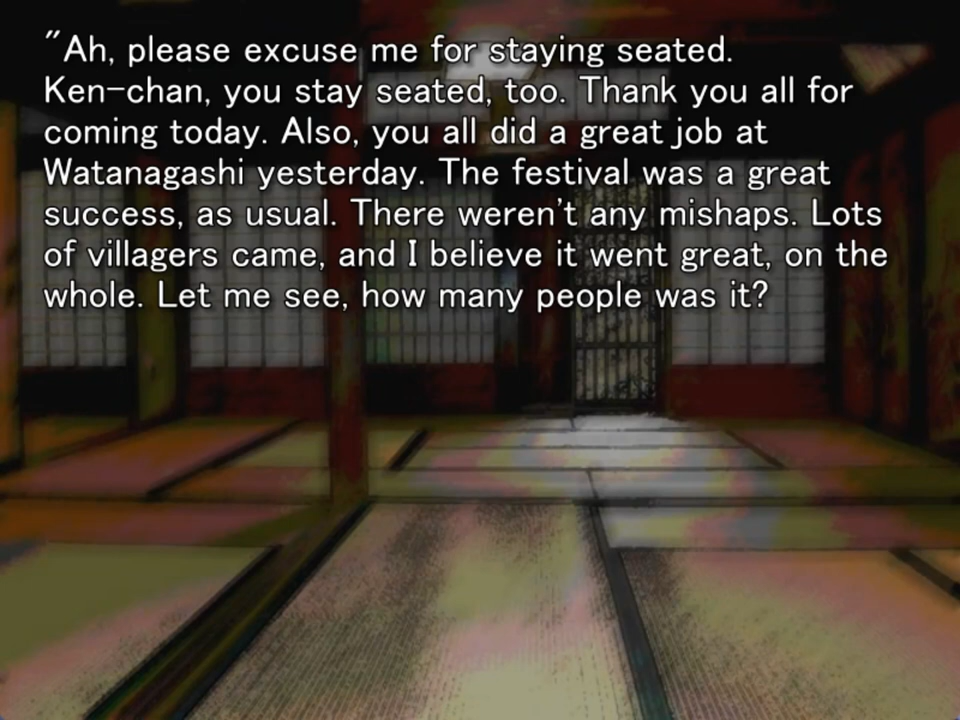 "Ah, please excuse me for staying seated.
Ken-chan, you stay seated, too. Thank you all for
coming today. Also, you all did a great job at
Watanagashi yesterday. The festival was a great
success, as usual. There weren't any mishaps. Lots
of villagers came, and I believe it went great, on the
whole. Let me see, how many people was it?